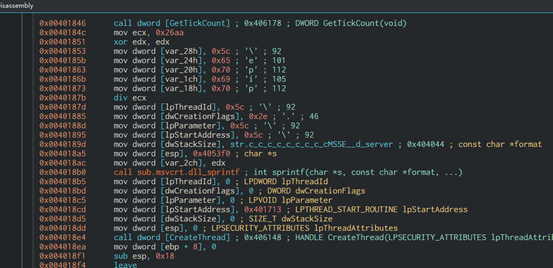 isassembly
0x00401846 call dword [GetTickCount] ; 0x406178 ; DWORD GetTickCount(void)
0x0040184c mov ecx, 0x26aa
0x00401851 xor edx, edx
0x00401853 mov dword [var_28h], 0x5c ; '\' ; 92
0x0040185b mov dword [var_24h], 0x65 ; 'e' ; 101
0x00401863 mov dword [var_20h], 0x70 ; 'p' ; 112
0x0040186b mov dword [var_1ch], 0x69 ; 'i' ; 105
0x00401873 mov dword [var_18h], 0x70 ; 'p' ; 112
0x0040187b div ecx
0x0040187d mov dword [lpThreadId], 0x5c ; '\' ; 92
0x00401885 mov dword [dwCreationFlags], 0x2e ; '.' ; 46
0x0040188d mov dword [lpParameter], 0x5c ; '\' ; 92
0x00401895 mov dword [lpStartAddress], 0x5c ; '\' ; 92
0x0040189d mov dword [dwStackSize], str.c_c_c_c_c_c_c_c_cMSSE__d_server ; 0x404044 ; const char *format
0x004018a5 mov dword [esp], 0x4053f0 ; char *s
0x004018ac mov dword [var_2ch], edx
0x004018b0 call sub.msvcrt.dll_sprintf ; int sprintf(char *s, const char *format, ...)
0x004018b5 mov dword [lpThreadId], 0 ; LPDWORD lpThreadId
0x004018bd mov dword [dwCreationFlags], 0 ; DWORD dwCreationFlags
0x004018c5 mov dword [lpParameter], 0 ; LPVOID lpParameter
0x004018cd mov dword [lpStartAddress], 0x401713 ; LPTHREAD_START_ROUTINE lpStartAddress
0x004018d5 mov dword [dwStackSize], 0 ; SIZE_T dwStackSize
0x004018dd mov dword [esp], 0 ; LPSECURITY_ATTRIBUTES lpThreadAttributes
0x004018e4 call dword [CreateThread] ; 0x406148 ; HANDLE CreateThread(LPSECURITY_ATTRIBUTES lpThreadAttri
0x004018ea mov dword [ebp + 8], 0
0x004018f1 sub esp, 0x18
0x004018f4 leave